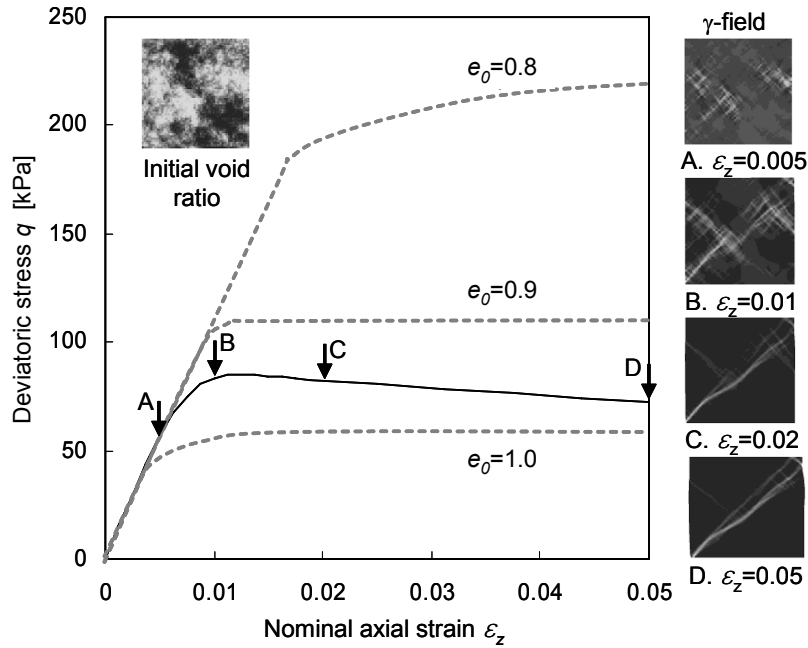 250
200
150
100
50
0
Deviatoric stress q [kPa]
Initial void
ratio
e0=0.8
e0=0.9
e0=1.0
A
B
C
D
0
0.01
0.02
0.03
0.04
0.05
Nominal axial strain εz
γ-field
A. εz=0.005
B. εz=0.01
C. εz=0.02
D. εz=0.05